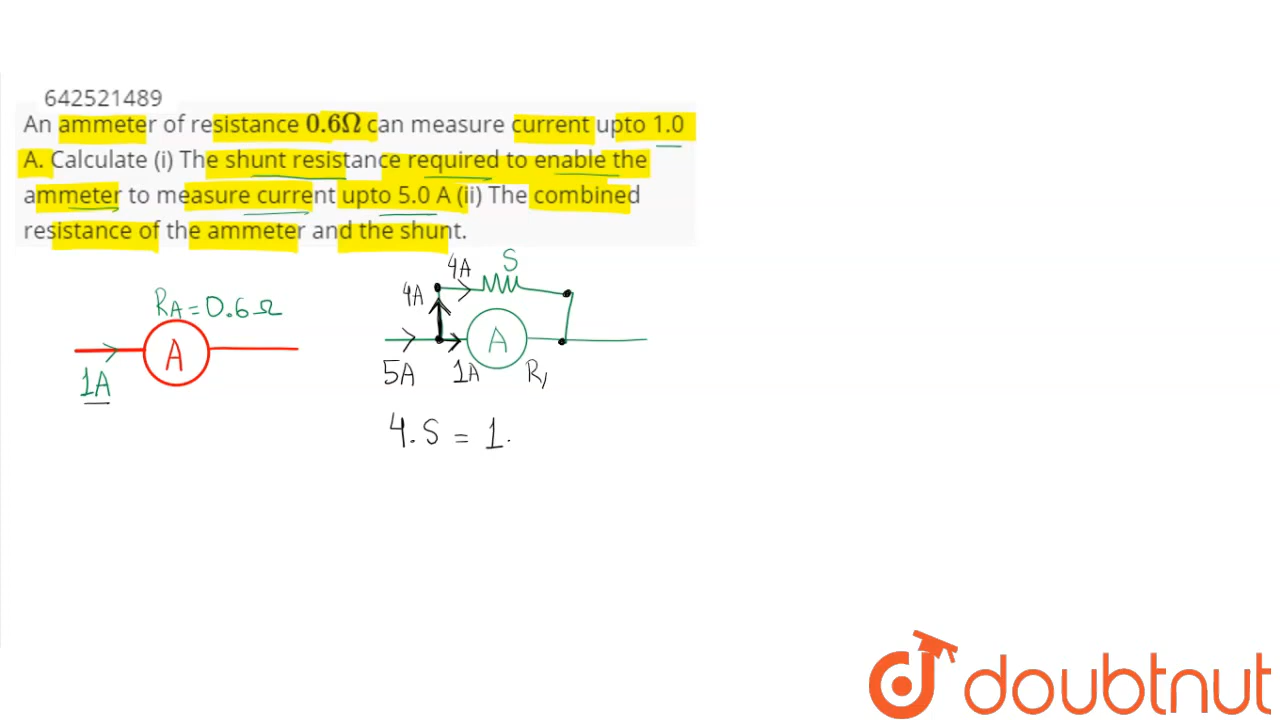 642521489
An ammeter of resistance 0.6Ω can measure current upto 1.0
A. Calculate (i) The shunt resistance required to enable the
ammeter to measure current upto 5.0 A (ii) The combined
resistance of the ammeter and the shunt.
4A S
R_A = 0.6 Ω
4A
A
A
1A
5A 1A R,
4. S = 1.
doubtnut